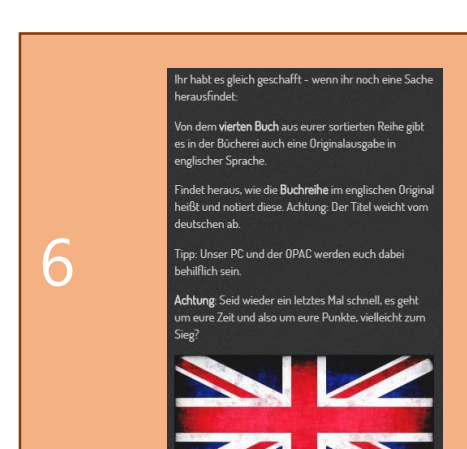 Ihr habt es gleich geschafft - wenn ihr noch eine Sache
herausfindet:
Von dem vierten Buch aus eurer sortierten Reihe gibt
es in der Bücherei auch eine Originalausgabe in
englischer Sprache.
Findet heraus, wie die Buchreihe im englischen Original
heißt und notiert diese. Achtung: Der Titel weicht vom
deutschen ab.
6
Tipp: Unser PC und der OPAC werden euch dabei
behilflich sein.
Achtung: Seid wieder ein letztes Mal schnell, es geht
um eure Zeit und also um eure Punkte, vielleicht zum
Sieg?